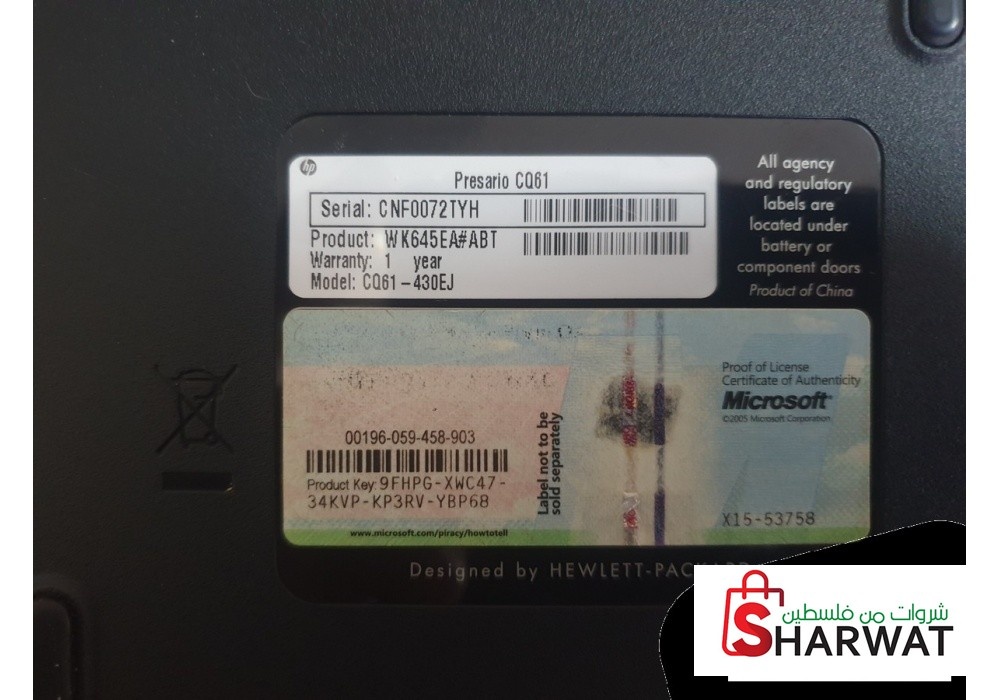 hp
Presario CQ61
Serial: CNF0072TYH
Product: WK645EA#ABT
Warranty: 1 year
Model: CQ61-430EJ
All agency
and regulatory
labels are
located under
battery or
component doors
Product of China
Proof of License
Certificate of Authenticity
Microsoft
©2005 Microsoft Corporation
Label not to be
sold separately
00196-059-458-903
Product Key: 9FHPG-XWC47-
34KVP-KP3RV-YBP68
www.microsoft.com/piracy/howtotell
X15-53758
Designed by HEWLETT-PACKARD
شروات من فلسطين
SHARWAT